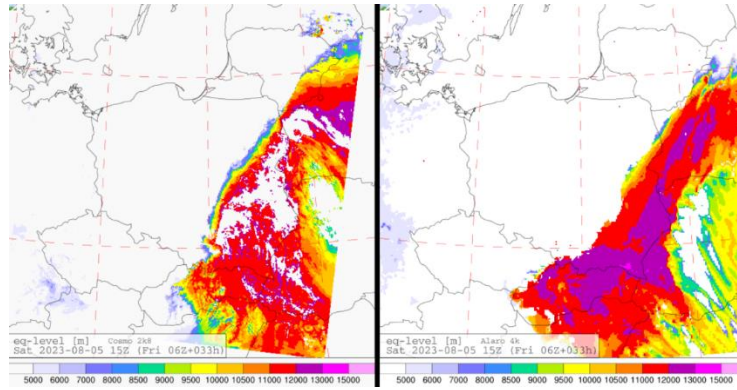 eq-level [m] Cosmo 2k8
Sat 2023-08-05 15Z (Fri 06Z+033h)
5000 6000 7000 8000 9000 9500 10000 10500 11000 12000 13000 15000
eq-level [m] Alaro 4k
Sat 2023-08-05 15Z (Fri 06Z+033h)
5000 6000 7000 8000 9000 9500 10000 10500 11000 12000 13000 15000